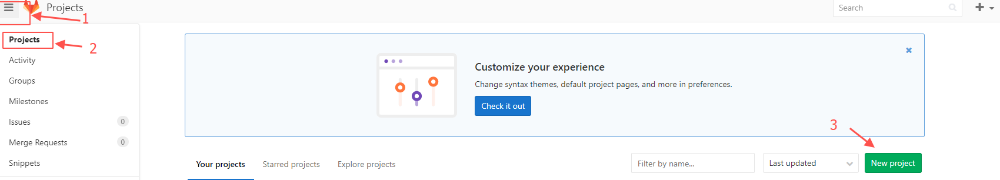 Projects
Search
1
Projects
2
Activity
Groups
Milestones
Issues 0
Merge Requests 0
Snippets
Customize your experience
Change syntax themes, default project pages, and more in preferences.
Check it out
3
Your projects Starred projects Explore projects
Filter by name...
Last updated
New project